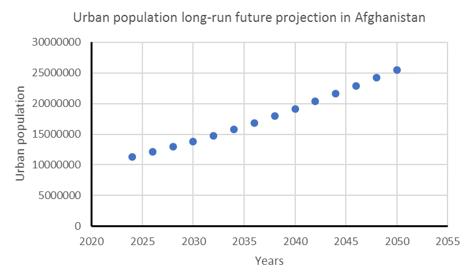 Urban population long-run future projection in Afghanistan
30000000
25000000
20000000
15000000
10000000
5000000
0
Urban population
2020 2025 2030 2035 2040 2045 2050 2055
Years